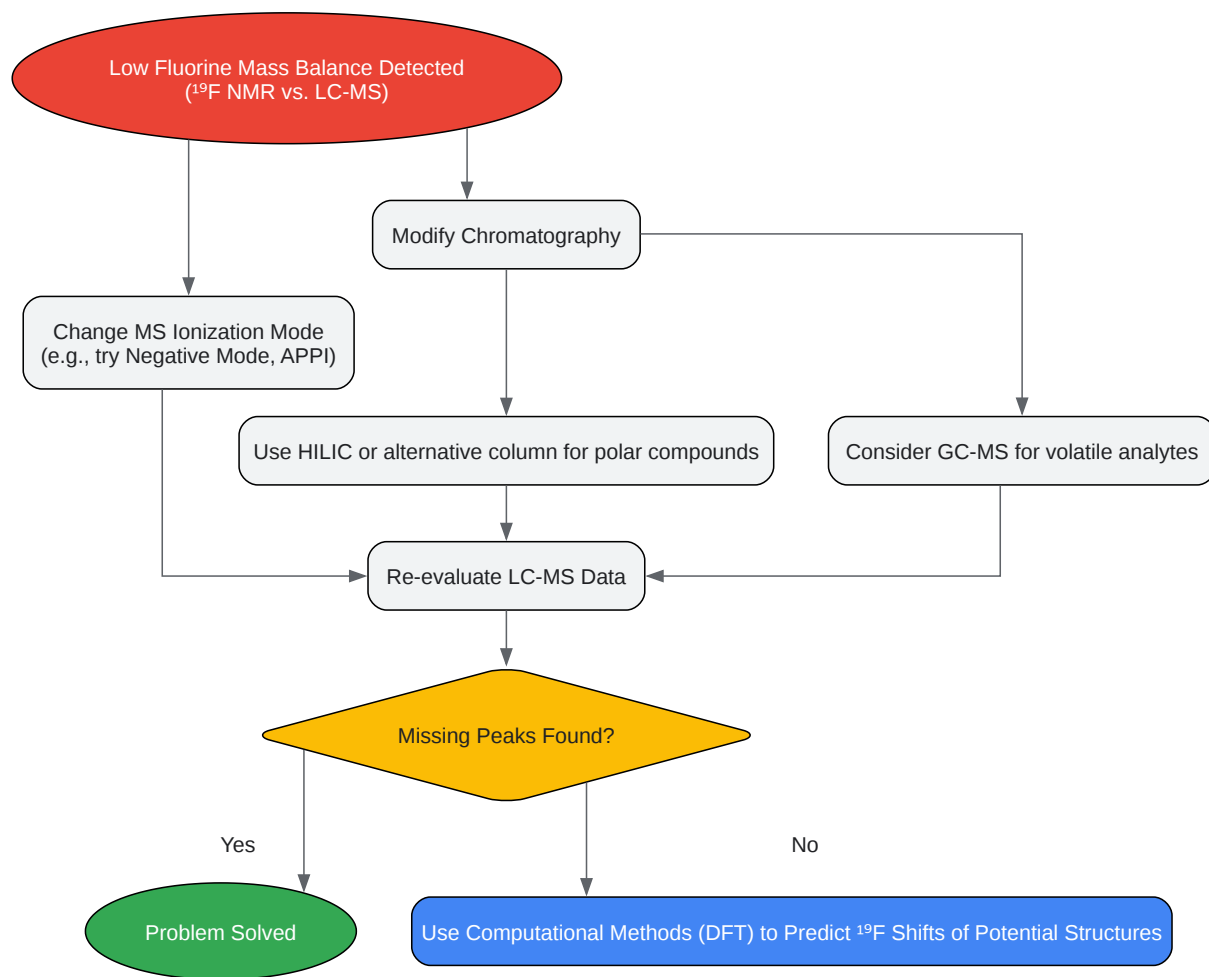 Low Fluorine Mass Balance Detected
(¹⁹F NMR vs. LC-MS)
Modify Chromatography
Change MS Ionization Mode
(e.g., try Negative Mode, APPI)
Use HILIC or alternative column for polar compounds
Consider GC-MS for volatile analytes
Re-evaluate LC-MS Data
Missing Peaks Found?
Yes
No
Problem Solved
Use Computational Methods (DFT) to Predict ¹⁹F Shifts of Potential Structures